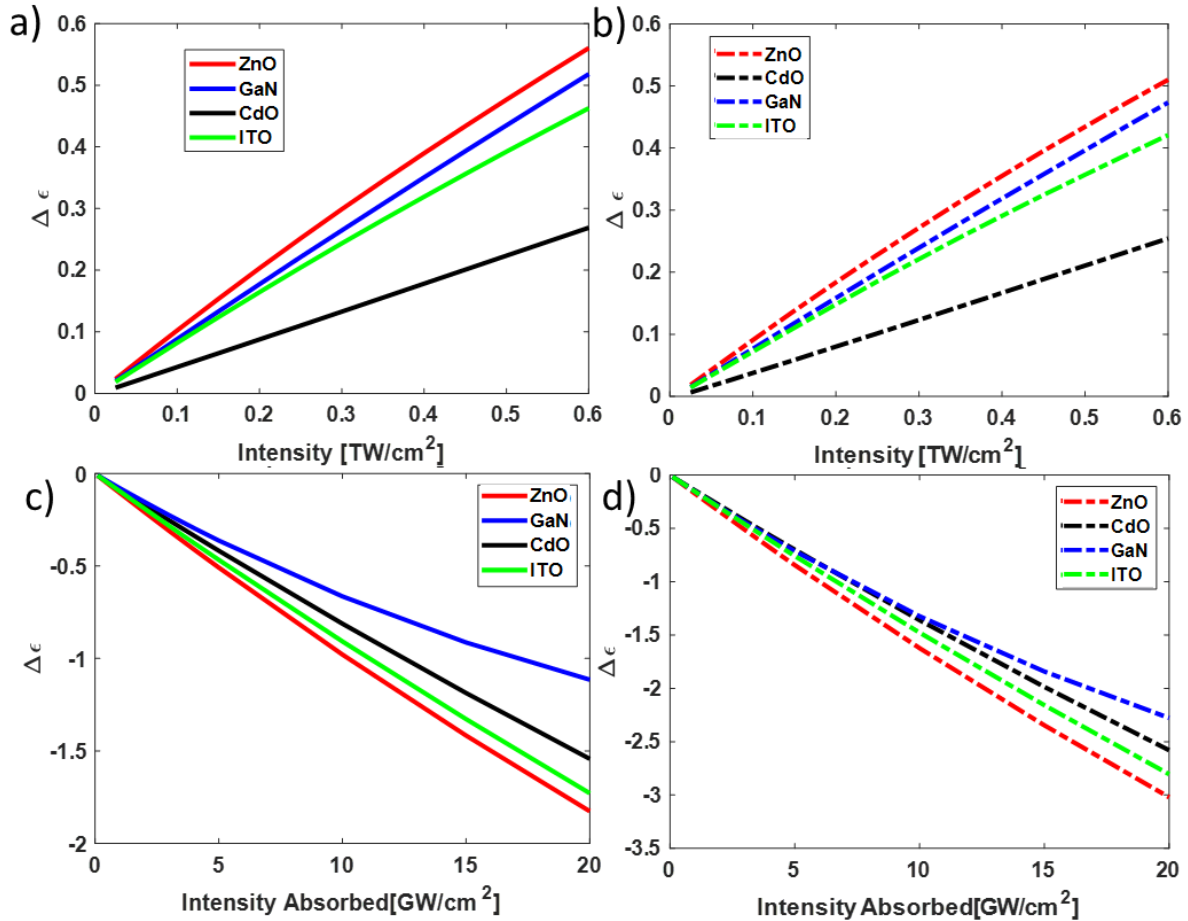 a)
0.6
0.5
0.4
0.3
0.2
0.1
0
Δ ϵ
ZnO
GaN
CdO
ITO
0 0.1 0.2 0.3 0.4 0.5 0.6
Intensity [TW/cm²]
b)
0.6
0.5
0.4
0.3
0.2
0.1
0
Δ ϵ
ZnO
CdO
GaN
ITO
0.1 0.2 0.3 0.4 0.5 0.6
Intensity [TW/cm²]
c)
0
-0.5
-1
-1.5
-2
Δ ϵ
ZnO
GaN
CdO
ITO
0 5 10 15 20
Intensity Absorbed[GW/cm²]
d)
0
-0.5
-1
-1.5
-2
-2.5
-3
-3.5
Δ ϵ
ZnO
CdO
GaN
ITO
0 5 10 15 20
Intensity Absorbed[GW/cm²]